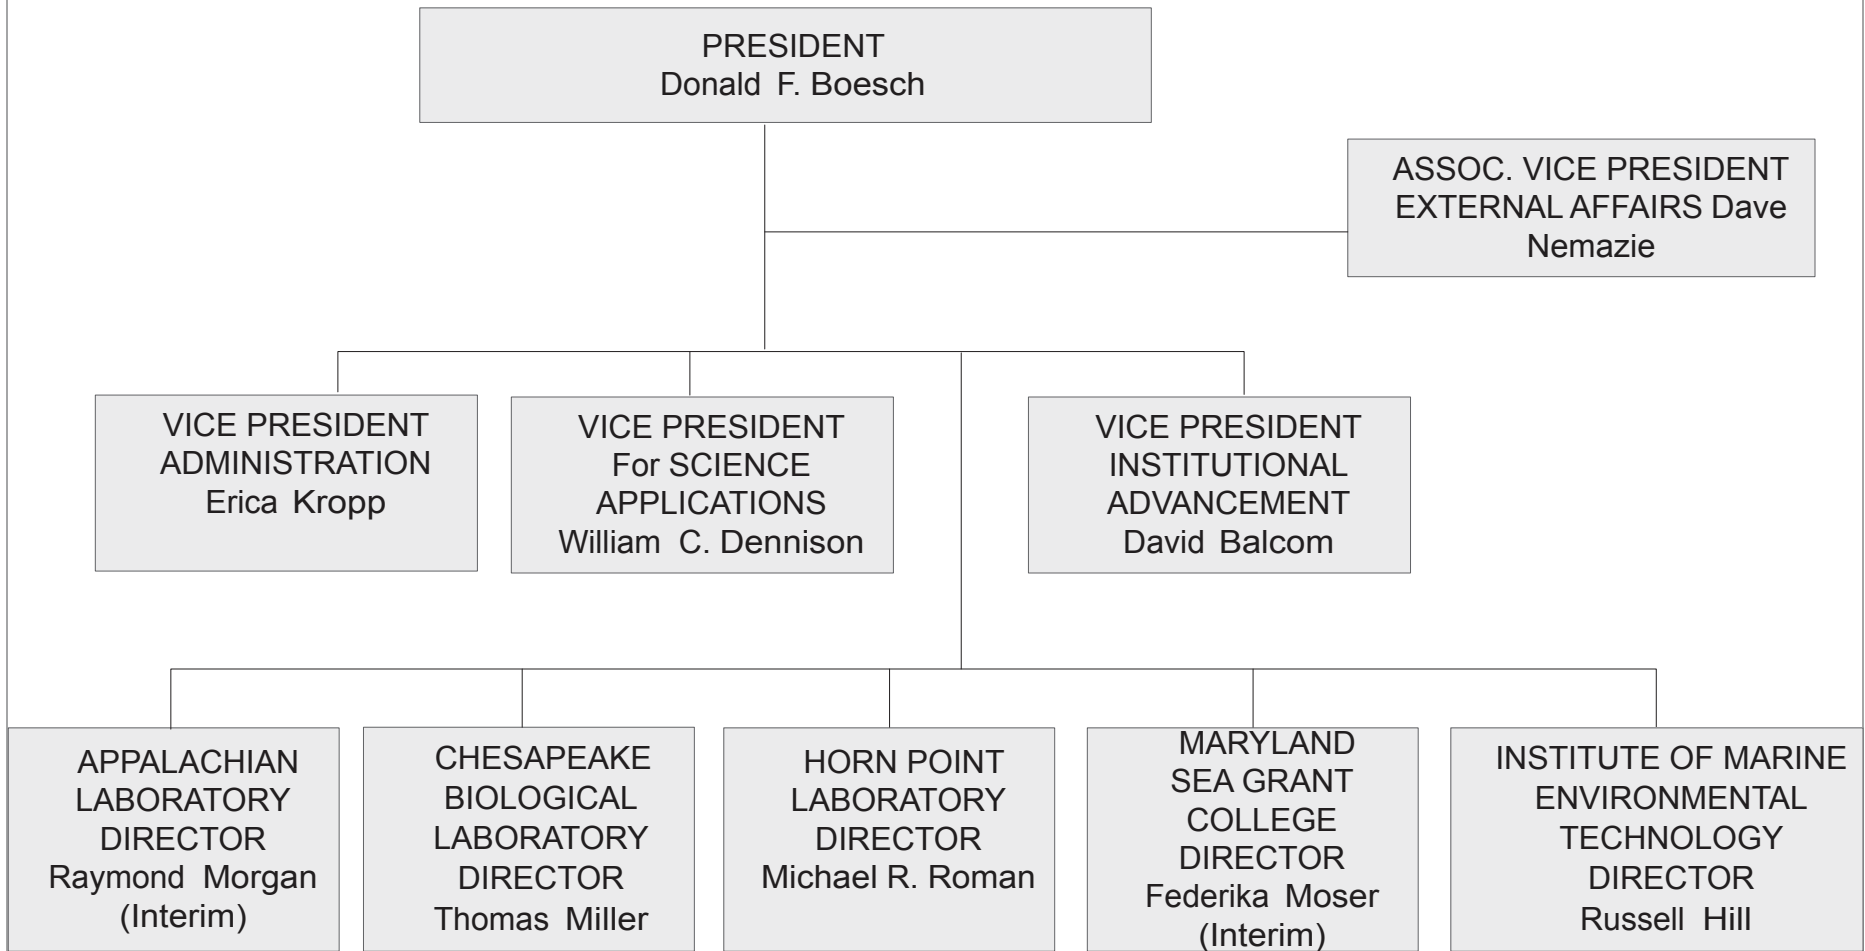 PRESIDENT
Donald F. Boesch
ASSOC. VICE PRESIDENT
EXTERNAL AFFAIRS Dave
Nemazie
VICE PRESIDENT
ADMINISTRATION
Erica Kropp
VICE PRESIDENT
For SCIENCE
APPLICATIONS
William C. Dennison
VICE PRESIDENT
INSTITUTIONAL
ADVANCEMENT
David Balcom
APPALACHIAN
LABORATORY
DIRECTOR
Raymond Morgan
(Interim)
CHESAPEAKE
BIOLOGICAL
LABORATORY
DIRECTOR
Thomas Miller
HORN POINT
LABORATORY
DIRECTOR
Michael R. Roman
MARYLAND
SEA GRANT
COLLEGE
DIRECTOR
Federika Moser
(Interim)
INSTITUTE OF MARINE
ENVIRONMENTAL
TECHNOLOGY
DIRECTOR
Russell Hill